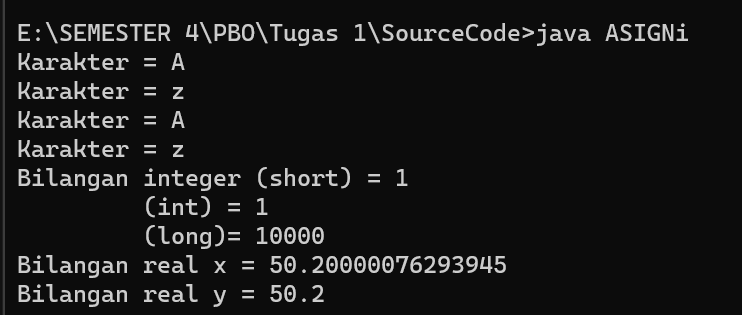 E:\SEMESTER 4\PBO\Tugas 1\SourceCode>java ASIGNi
Karakter = A
Karakter = z
Karakter = A
Karakter = z
Bilangan integer (short) = 1
        (int) = 1
        (long)= 10000
Bilangan real x = 50.20000076293945
Bilangan real y = 50.2